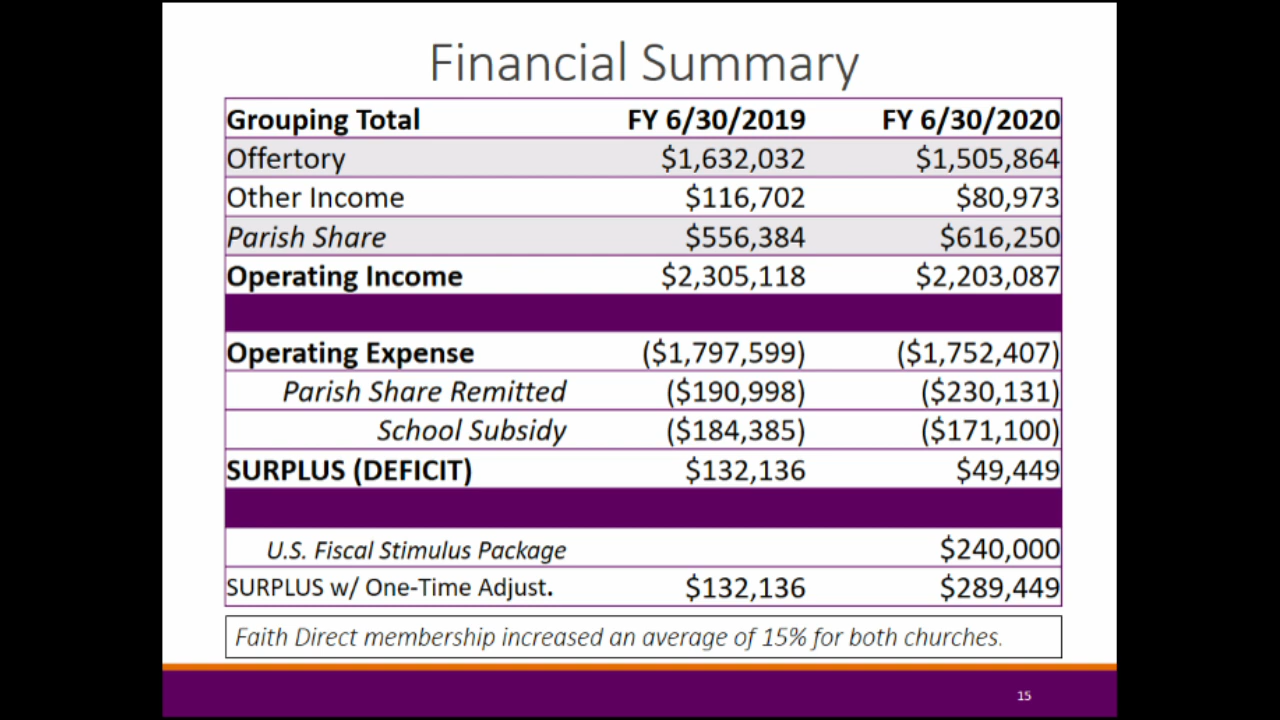 Financial Summary
Grouping Total FY 6/30/2019 FY 6/30/2020
Offertory $1,632,032 $1,505,864
Other Income $116,702 $80,973
Parish Share $556,384 $616,250
Operating Income $2,305,118 $2,203,087
Operating Expense ($1,797,599) ($1,752,407)
Parish Share Remitted ($190,998) ($230,131)
School Subsidy ($184,385) ($171,100)
SURPLUS (DEFICIT) $132,136 $49,449
U.S. Fiscal Stimulus Package $240,000
SURPLUS w/ One-Time Adjust. $132,136 $289,449
Faith Direct membership increased an average of 15% for both churches.
15